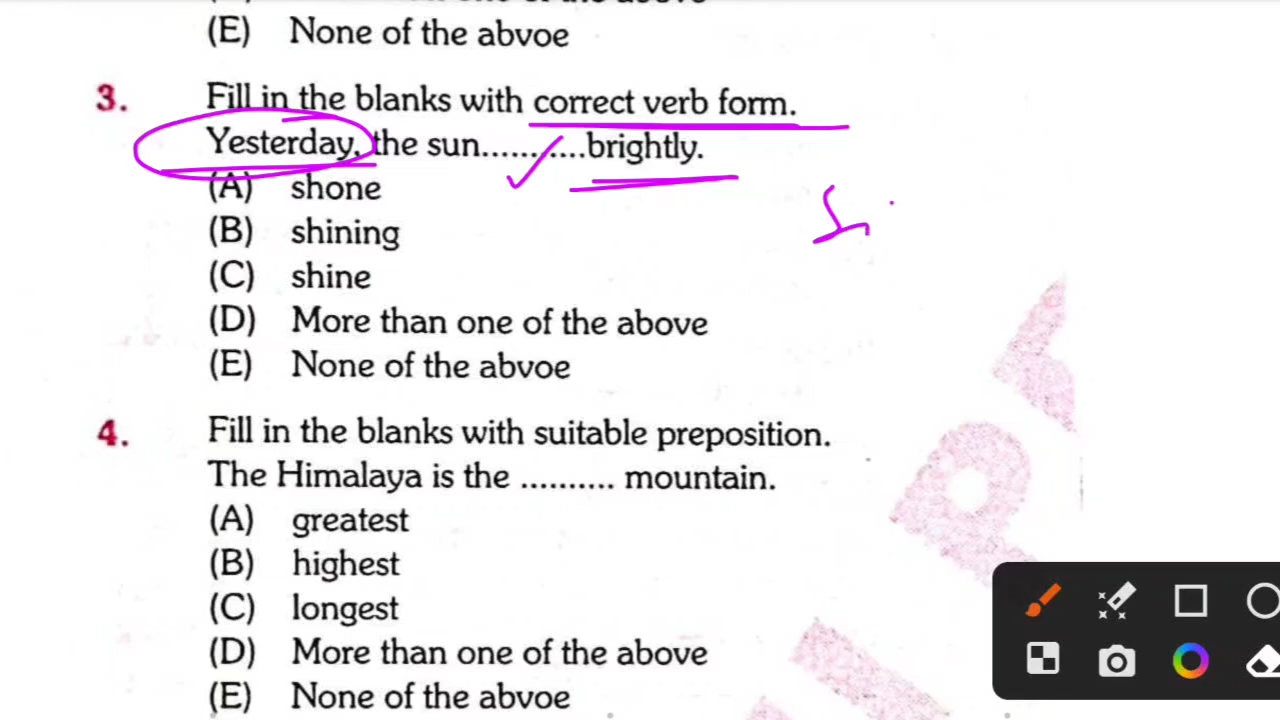 (E) None of the abvoe
3. Fill in the blanks with correct verb form.
Yesterday, the sun..........brightly.
(A) shone
(B) shining
(C) shine
(D) More than one of the above
(E) None of the abvoe
4. Fill in the blanks with suitable preposition.
The Himalaya is the .......... mountain.
(A) greatest
(B) highest
(C) longest
(D) More than one of the above
(E) None of the abvoe